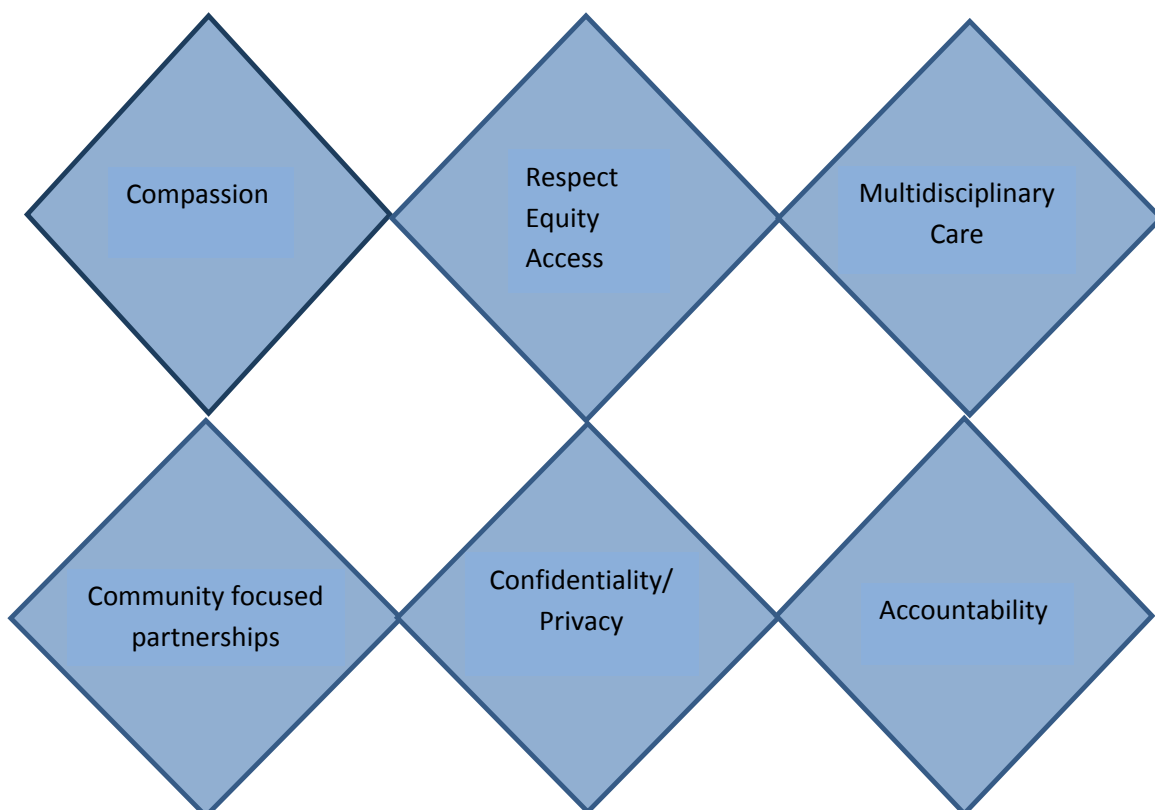 Compassion
Respect
Equity
Access
Multidisciplinary
Care
Community focused
partnerships
Confidentiality/
Privacy
Accountability